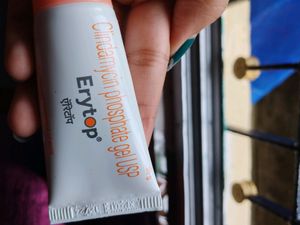 Clindamycin phosphate gel USP
Erytop®
एरिटॉप